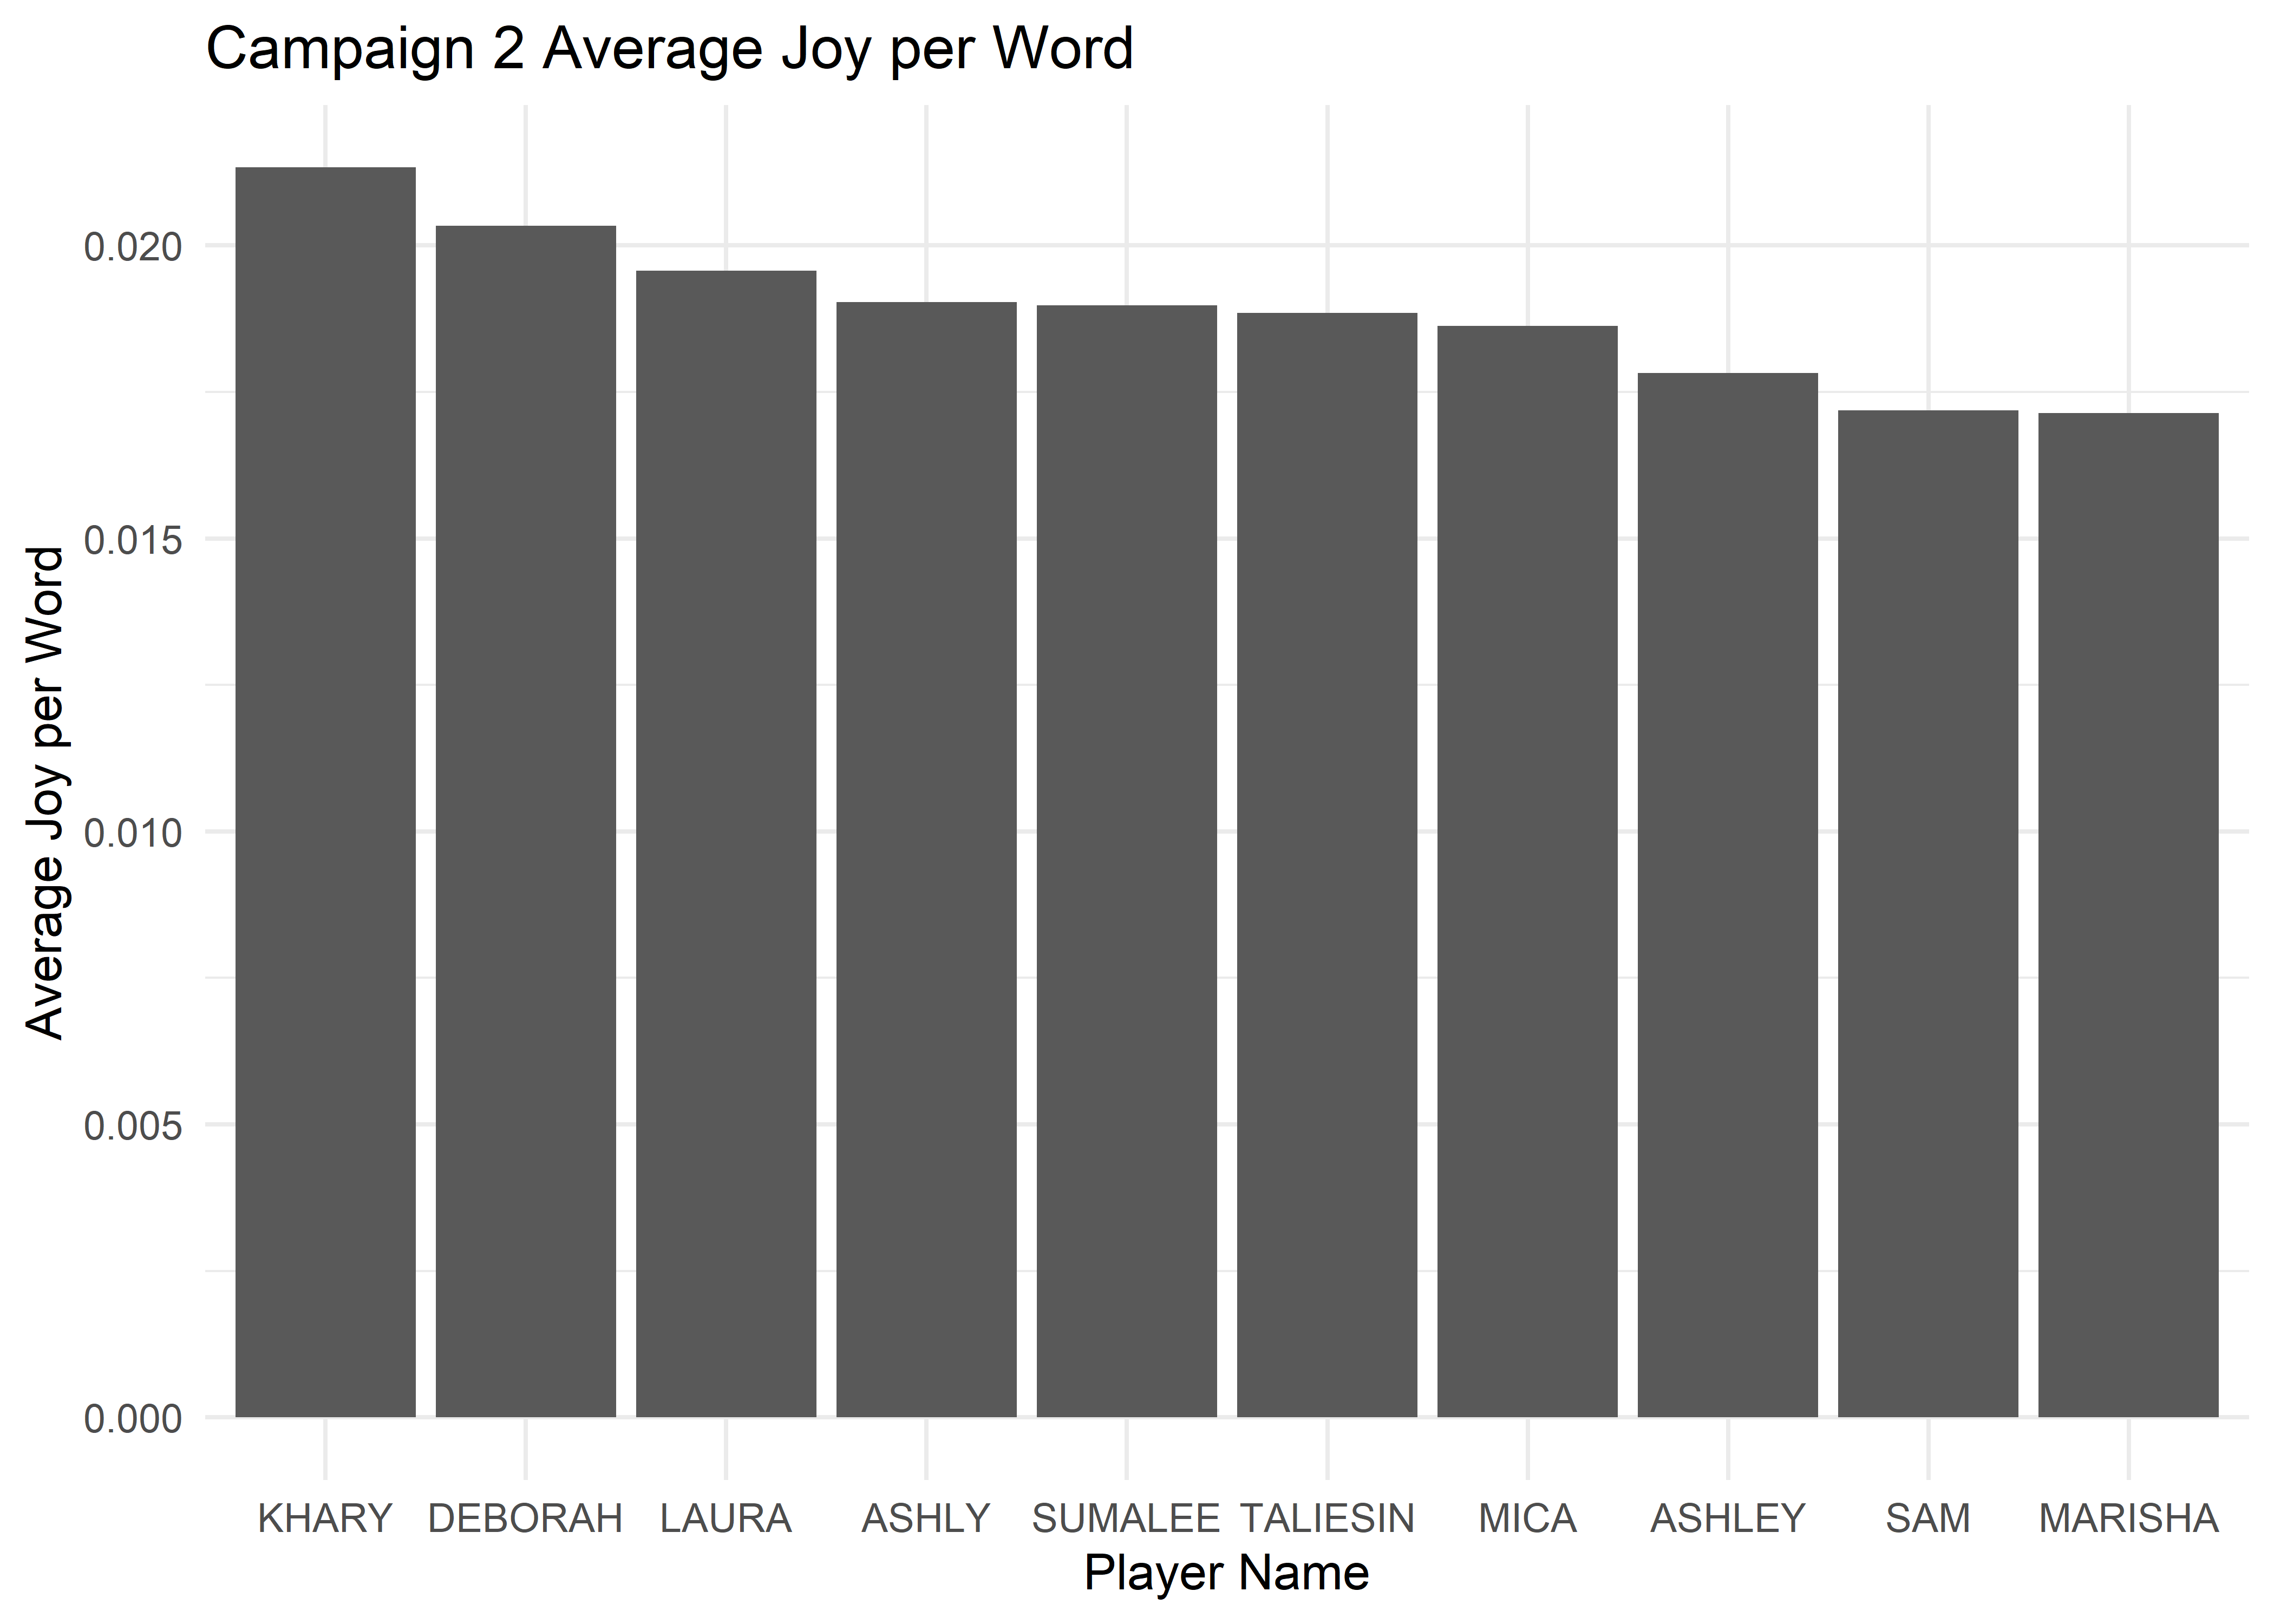 Campaign 2 Average Joy per Word
Average Joy per Word
0.020
0.015
0.010
0.005
0.000
KHARY DEBORAH LAURA ASHLY SUMALEE TALIESIN MICA ASHLEY SAM MARISHA
Player Name